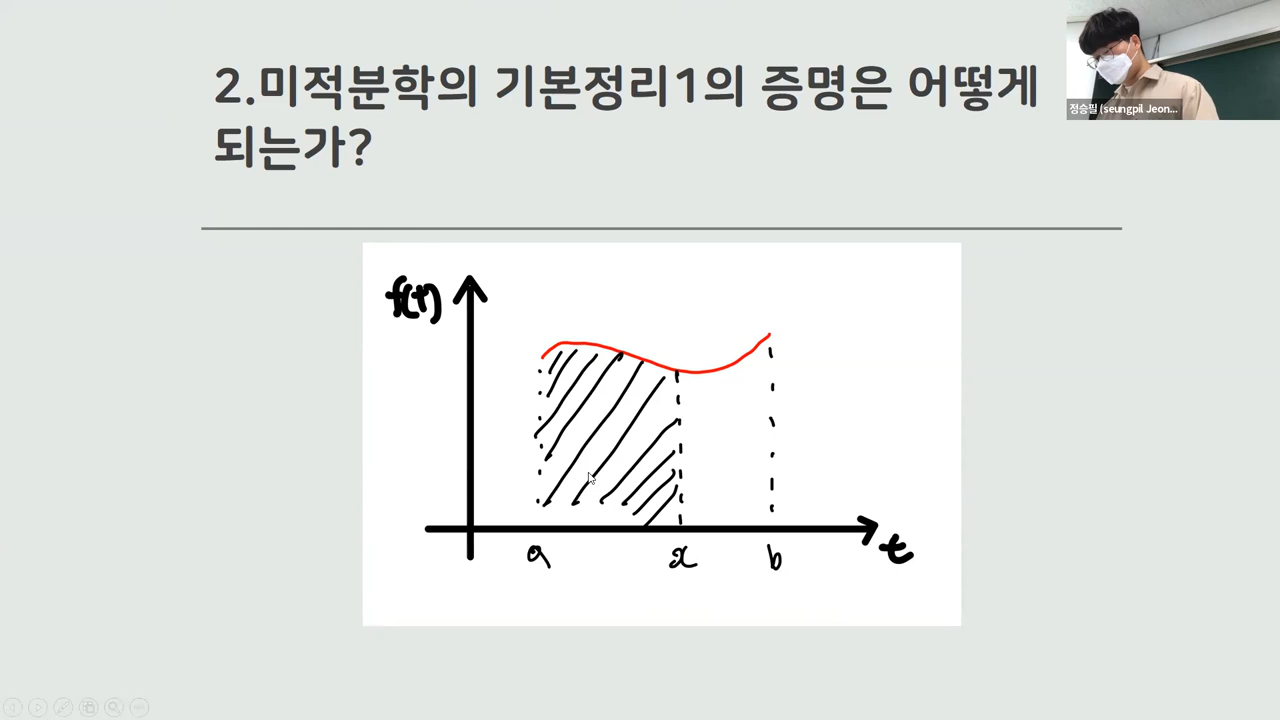 2.미적분학의 기본정리1의 증명은 어떻게
되는가?
정승필 (seungpil Jeon...
f(t)
a
x
b
t